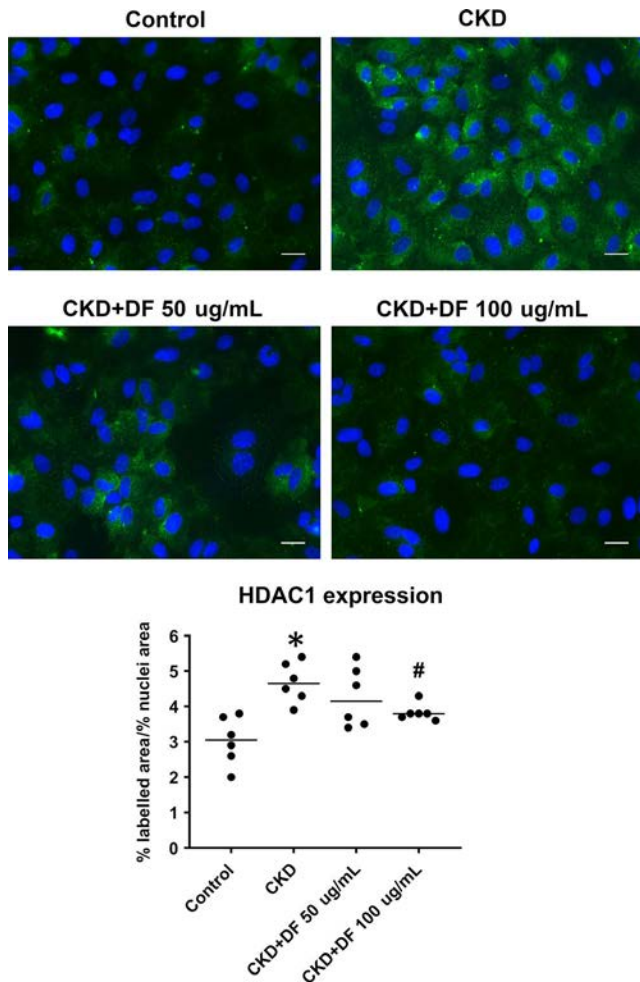 Control
CKD
CKD+DF 50 ug/mL
CKD+DF 100 ug/mL
HDAC1 expression
% labelled area/% nuclei area
6
5
4
3
2
1
0
*
#
Control
CKD
CKD+DF 50 ug/mL
CKD+DF 100 ug/mL